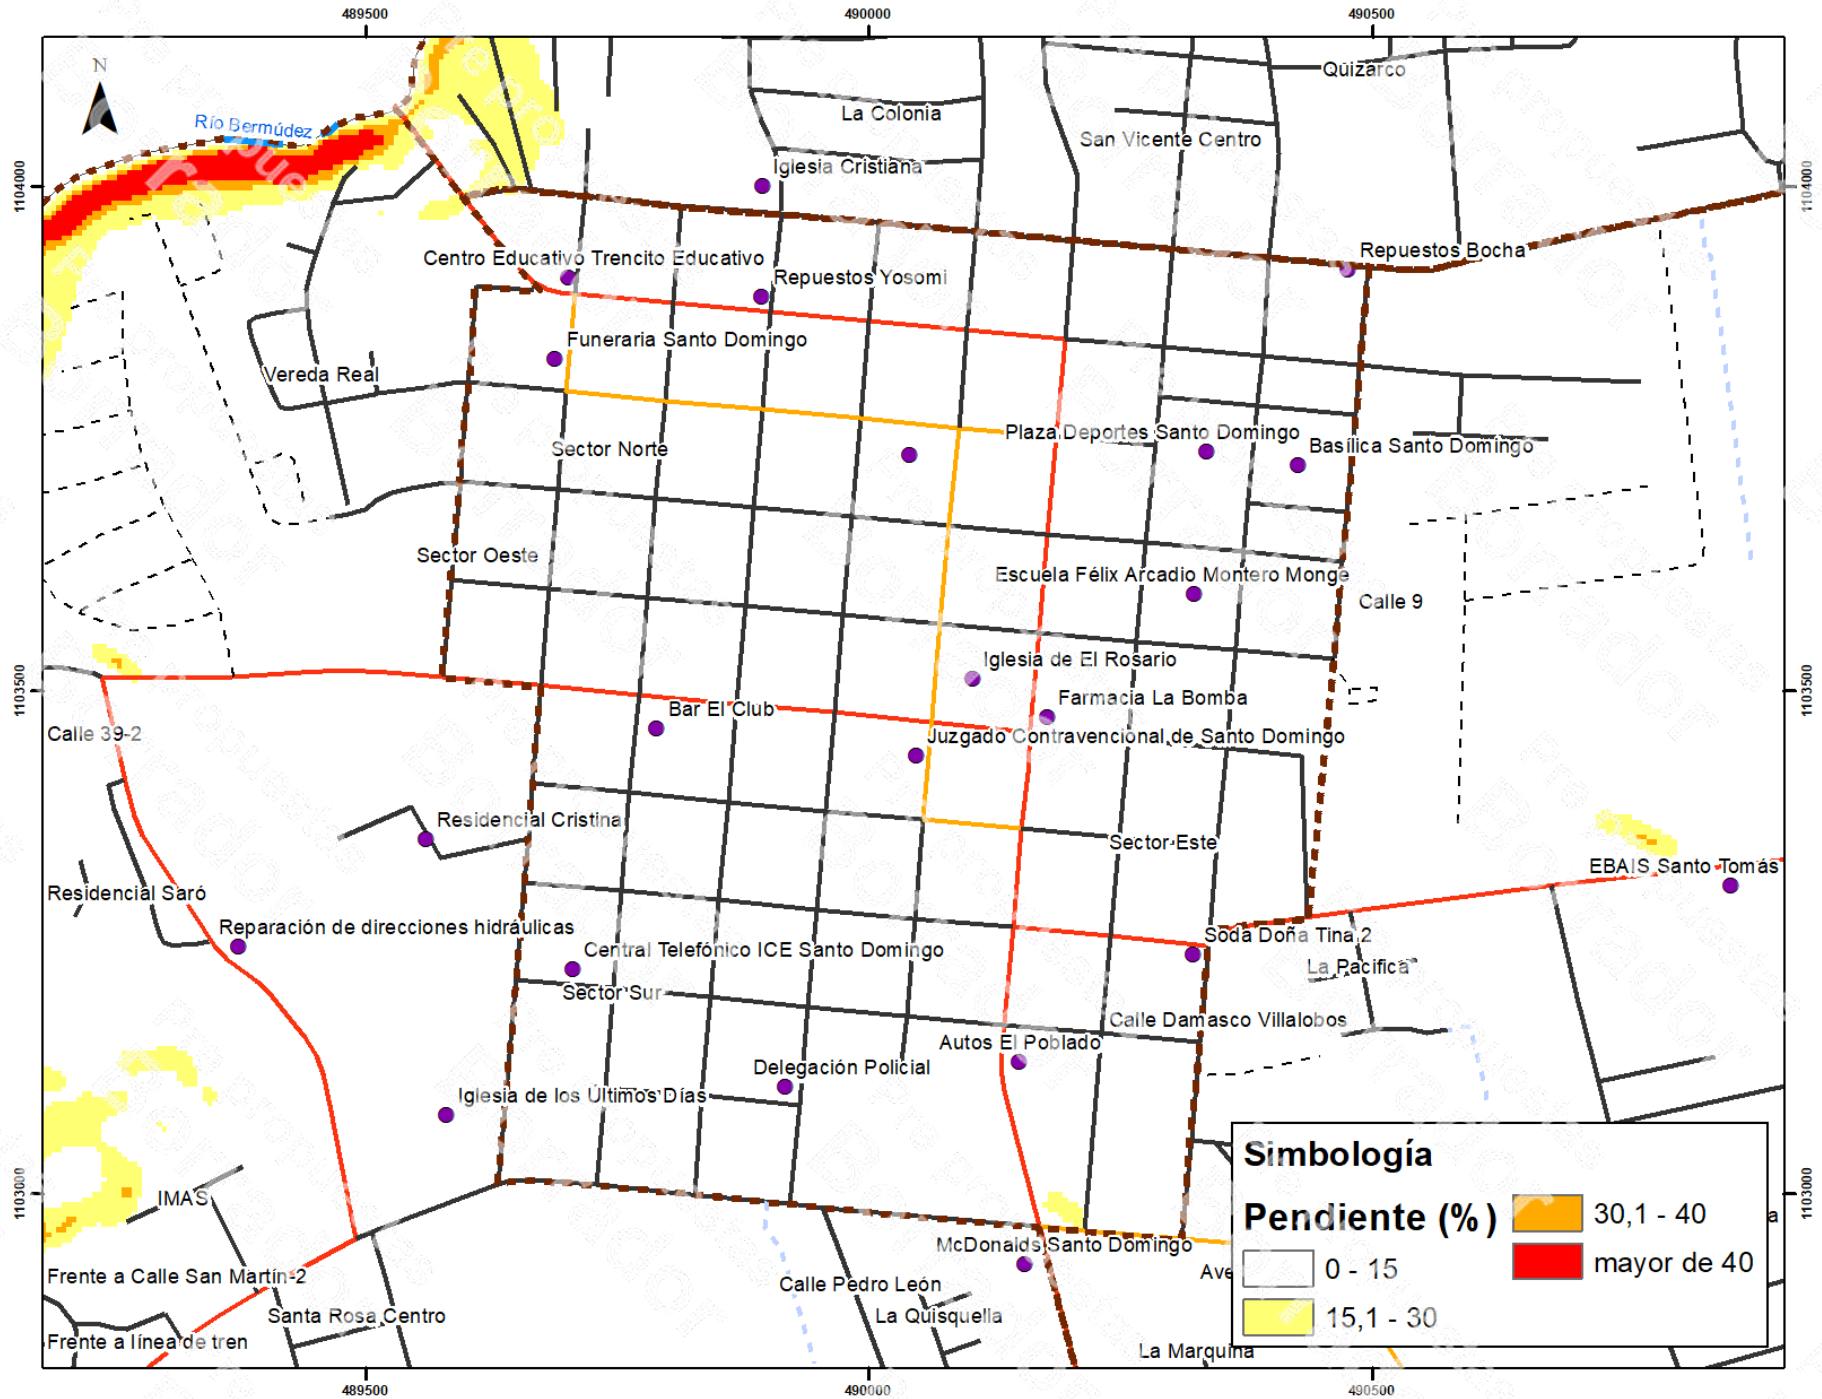 489500 490000 490500
N
Quizarco
La Colonia
Río Bermúdez
San Vicente Centro
Iglesia Cristiana
1104000 1104000
Repuestos Bocha
Centro Educativo Trencito Educativo
Repuestos Yosomi
Funeraria Santo Domingo
Vereda Real
Plaza Deportes Santo Domingo
Sector Norte
Basílica Santo Domingo
Sector Oeste
Escuela Félix Arcadio Montero Monge
Calle 9
Iglesia de El Rosario
1103500 1103500
Farmacia La Bomba
Bar El Club
Calle 39-2
Juzgado Contravencional de Santo Domingo
Residencial Cristina
Sector Este
EBAIS Santo Tomás
Residencial Saró
Reparación de direcciones hidráulicas
Soda Doña Tina 2
Central Telefónico ICE Santo Domingo
La Pacifica
Sector Sur
Calle Damasco Villalobos
Autos El Poblado
Delegación Policial
Iglesia de los Últimos Días
IMAS
1103000 1103000
McDonalds Santo Domingo
Ave
a
Frente a Calle San Martín-2
Calle Pedro León
Santa Rosa Centro
La Quisquella
Frente a línea de tren
La Marquina
Simbología
Pendiente (%)
0 - 15
15,1 - 30
30,1 - 40
mayor de 40
489500 490000 490500